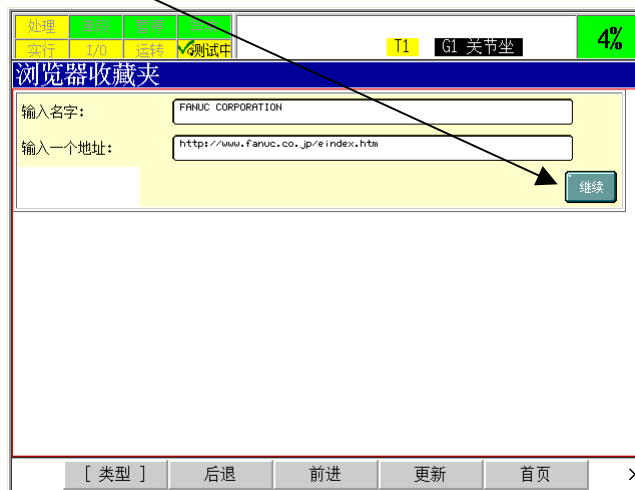 处理 单步 暂停 异常
实行 I/O 运转 测试中
T1 G1 关节坐 4%
浏览器收藏夹
输入名字: FANUC CORPORATION
输入一个地址: http://www.fanuc.co.jp/eindex.htm
继续
[ 类型 ] 后退 前进 更新 首页 >